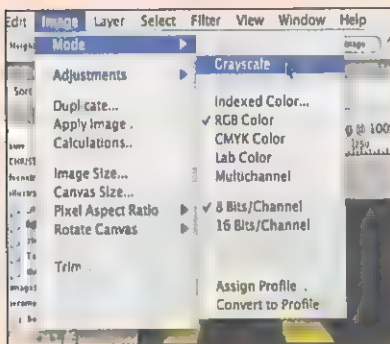 Edit Image Layer Select Filter View Window Help
Mode
Grayscale
Adjustments
Duplicate...
Apply Image .
Calculations..
Image Size...
Canvas Size...
Pixel Aspect Ratio
Rotate Canvas
Trim .
Indexed Color...
✓ RGB Color
CMYK Color
Lab Color
Multichannel
✓ 8 Bits/Channel
16 Bits/Channel
Assign Profile .
Convert to Profile
Sort